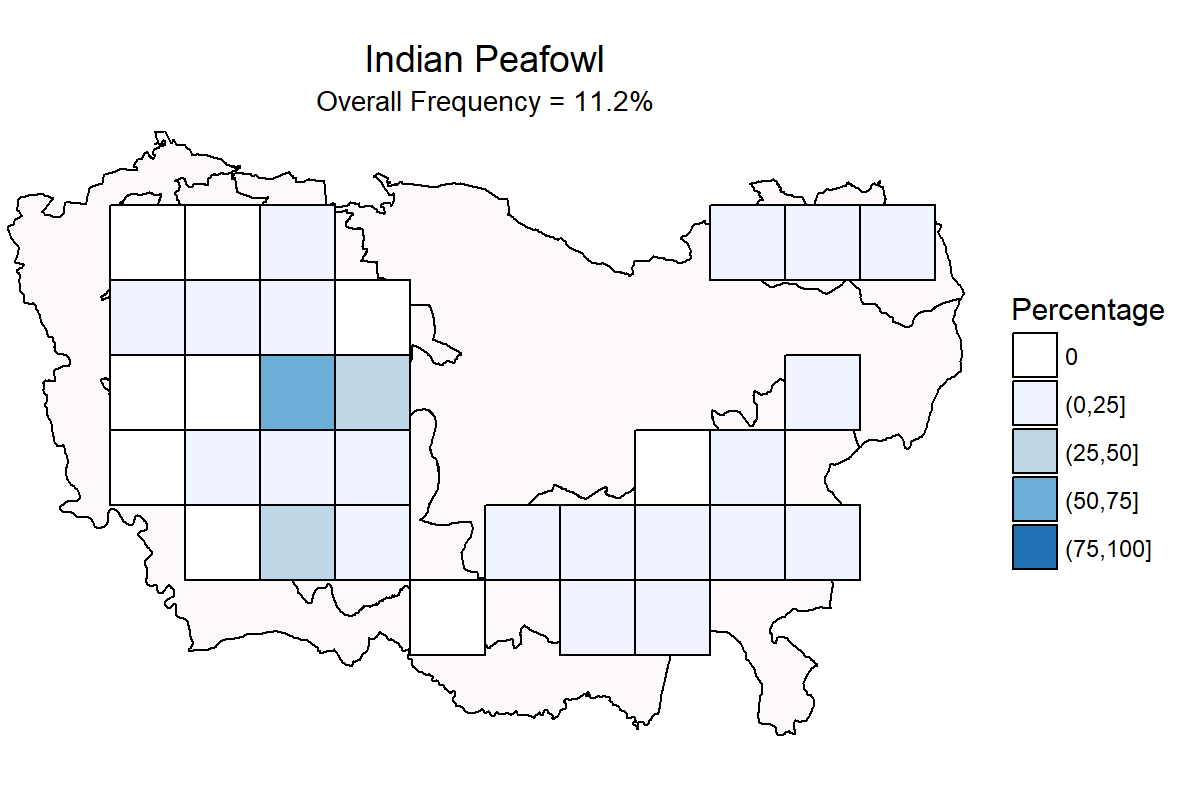 Indian Peafowl
Overall Frequency = 11.2%
Percentage
0
(0,25]
(25,50]
(50,75]
(75,100]